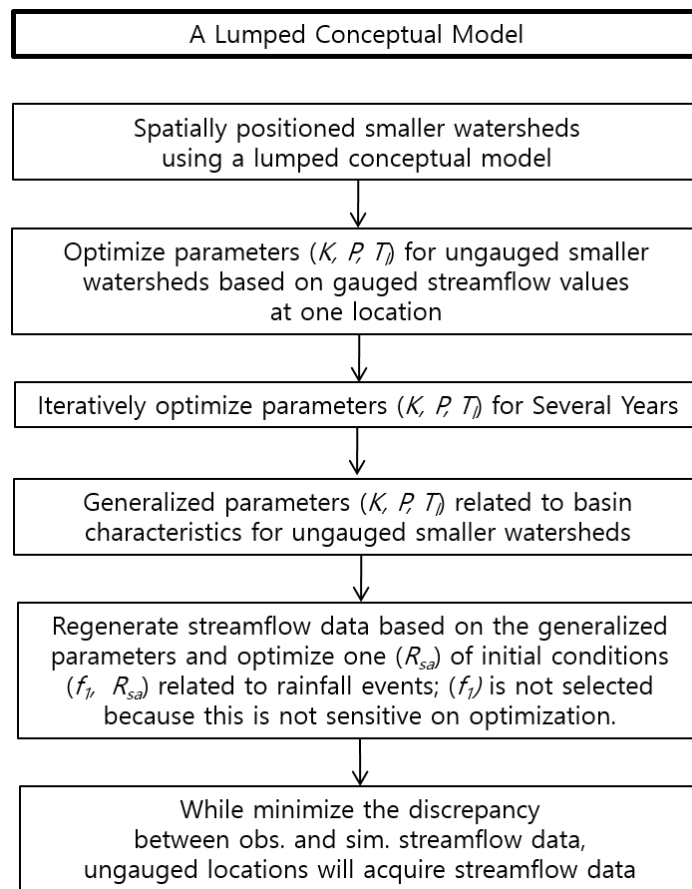 A Lumped Conceptual Model
Spatially positioned smaller watersheds
using a lumped conceptual model
Optimize parameters (K, P, Tl) for ungauged smaller
watersheds based on gauged streamflow values
at one location
Iteratively optimize parameters (K, P, Tl) for Several Years
Generalized parameters (K, P, Tl) related to basin
characteristics for ungauged smaller watersheds
Regenerate streamflow data based on the generalized
parameters and optimize one (Rsa) of initial conditions
(f1, Rsa) related to rainfall events; (f1) is not selected
because this is not sensitive on optimization.
While minimize the discrepancy
between obs. and sim. streamflow data,
ungauged locations will acquire streamflow data